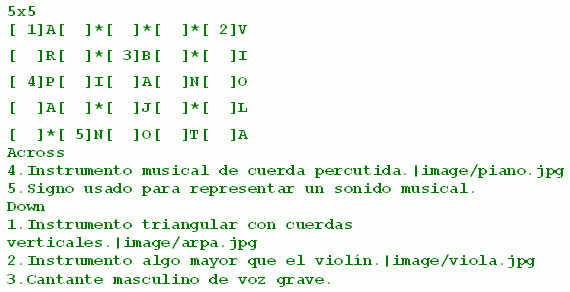 5x5
[ 1]A[  ]*[  ]*[  ]*[ 2]V
[  ]R[  ]*[ 3]B[  ]*[  ]I
[ 4]P[  ]I[  ]A[  ]N[  ]O
[  ]A[  ]*[  ]J[  ]*[  ]L
[  ]*[ 5]N[  ]O[  ]T[  ]A
Across
4.Instrumento musical de cuerda percutida.|image/piano.jpg
5.Signo usado para representar un sonido musical.
Down
1.Instrumento triangular con cuerdas
verticales.|image/arpa.jpg
2.Instrumento algo mayor que el violín.|image/viola.jpg
3.Cantante masculino de voz grave.